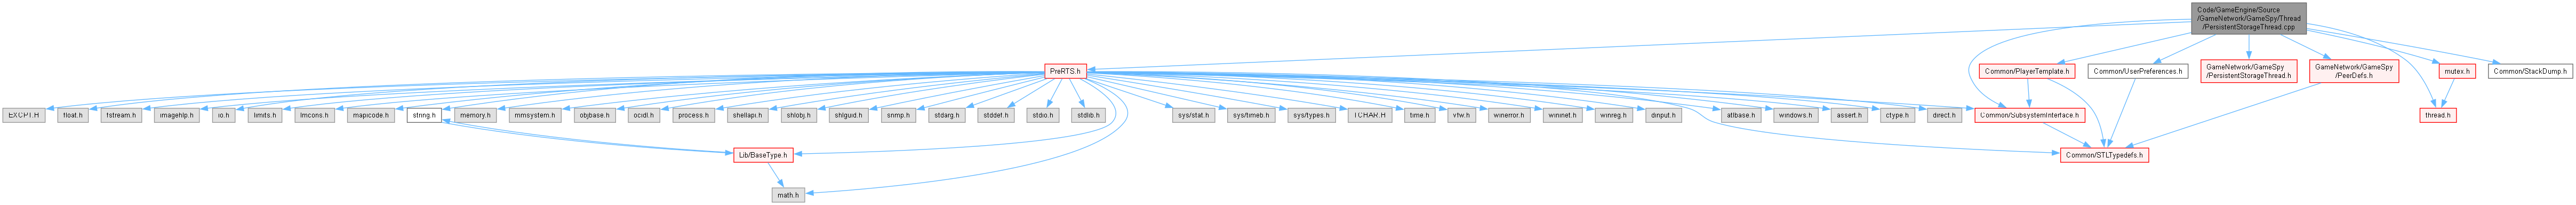 Code/GameEngine/Source
/GameNetwork/GameSpy/Thread
/PersistentStorageThread.cpp
PreRTS.h
Common/PlayerTemplate.h
Common/UserPreferences.h
GameNetwork/GameSpy
/PersistentStorageThread.h
GameNetwork/GameSpy
/PeerDefs.h
mutex.h
Common/StackDump.h
EXCPT.H
float.h
fstream.h
imagehlp.h
io.h
limits.h
lmcons.h
mapicode.h
string.h
memory.h
mmsystem.h
objbase.h
ocidl.h
process.h
shellapi.h
shlobj.h
shlguid.h
snmp.h
stdarg.h
stddef.h
stdio.h
stdlib.h
sys/stat.h
sys/timeb.h
sys/types.h
TCHAR.H
time.h
vfw.h
winerror.h
wininet.h
winreg.h
dinput.h
atlbase.h
windows.h
assert.h
ctype.h
direct.h
Common/SubsystemInterface.h
thread.h
Lib/BaseType.h
Common/STLTypedefs.h
math.h